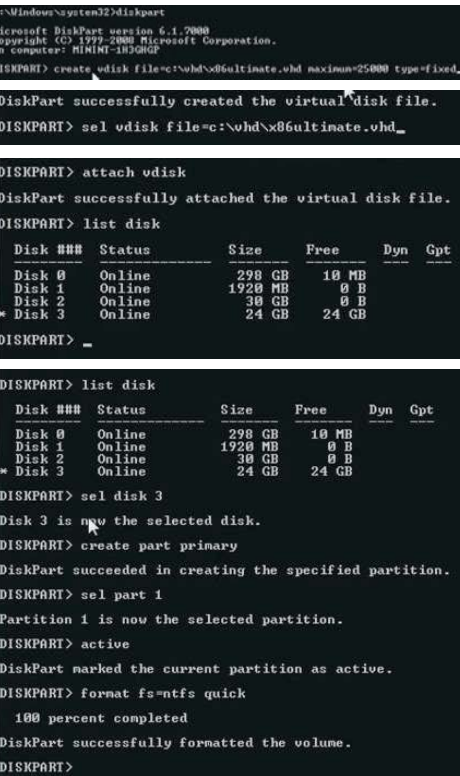 :\Windows\system32>diskpart
icrosoft DiskPart version 6.1.7000
opyright (C) 1999-2008 Microsoft Corporation.
n computer: MININT-1H3GHGP
ISKPART> create vdisk file=c:\vhd\x86ultimate.vhd maximum=25000 type=fixed_
DiskPart successfully created the virtual disk file.
DISKPART> sel vdisk file=c:\vhd\x86ultimate.vhd_
DISKPART> attach vdisk
DiskPart successfully attached the virtual disk file.
DISKPART> list disk
Disk ### Status Size Free Dyn Gpt
-------- ------------- ------- ------- --- ---
Disk 0 Online 298 GB 10 MB
Disk 1 Online 1920 MB 0 B
Disk 2 Online 30 GB 0 B
* Disk 3 Online 24 GB 24 GB
DISKPART> _
DISKPART> list disk
Disk ### Status Size Free Dyn Gpt
-------- ------------- ------- ------- --- ---
Disk 0 Online 298 GB 10 MB
Disk 1 Online 1920 MB 0 B
Disk 2 Online 30 GB 0 B
* Disk 3 Online 24 GB 24 GB
DISKPART> sel disk 3
Disk 3 is now the selected disk.
DISKPART> create part primary
DiskPart succeeded in creating the specified partition.
DISKPART> sel part 1
Partition 1 is now the selected partition.
DISKPART> active
DiskPart marked the current partition as active.
DISKPART> format fs=ntfs quick
100 percent completed
DiskPart successfully formatted the volume.
DISKPART>